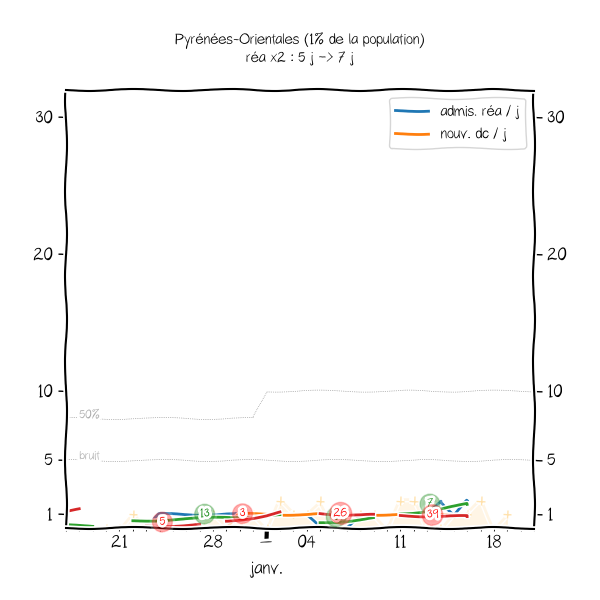 Pyrénées-Orientales (1% de la population)
réa x2 : 5 j -> 7 j
admis. réa / j
nouv. dc / j
30 30
20 20
10 10
50%
5 bruit 5
1 5 13 3 26 7 39 1
21 28 04 11 18
janv.